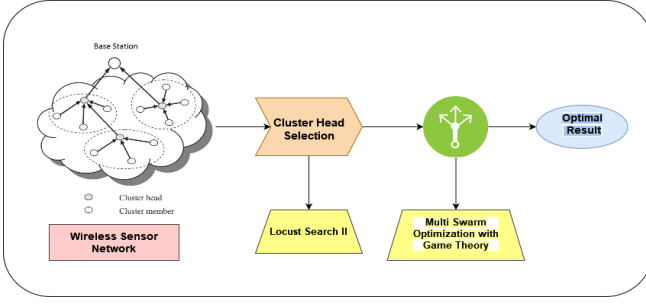 Base Station
Cluster head
Cluster member
Wireless Sensor
Network
Cluster Head
Selection
Locust Search II
Multi Swarm
Optimization with
Game Theory
Optimal
Result